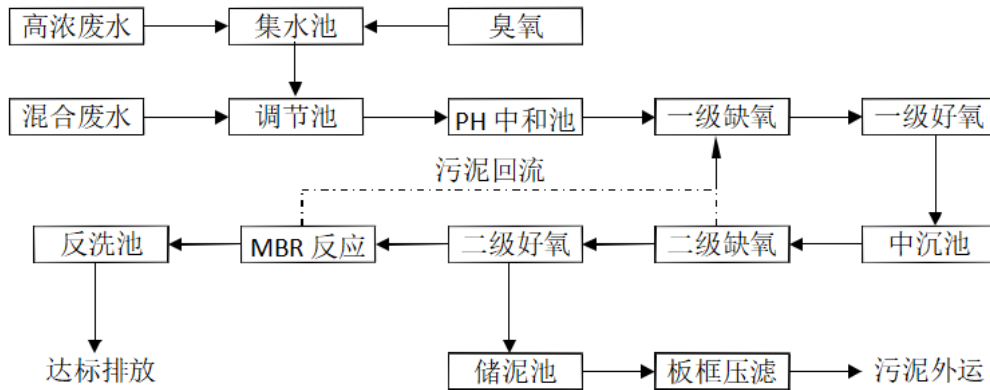 高浓废水
集水池
臭氧
混合废水
调节池
PH 中和池
一级缺氧
一级好氧
污泥回流
反洗池
MBR 反应
二级好氧
二级缺氧
中沉池
达标排放
储泥池
板框压滤
污泥外运